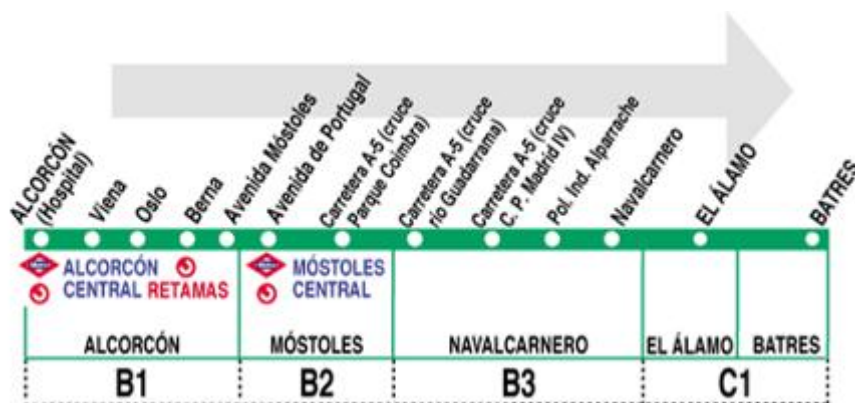 ALCORCÓN
(Hospital)
Viena
Oslo
Berna
Avenida Móstoles
Avenida de Portugal
Carretera A-5 (cruce
Parque Coímbra)
Carretera A-5 (cruce
río Guadarrama)
Carretera A-5 (cruce
C. P. Madrid IV)
Pol. Ind. Alparrache
Navalcarnero
EL ÁLAMO
BATRES
ALCORCÓN
CENTRAL
RETAMAS
MÓSTOLES
CENTRAL
ALCORCÓN
MÓSTOLES
NAVALCARNERO
EL ÁLAMO
BATRES
B1
B2
B3
C1